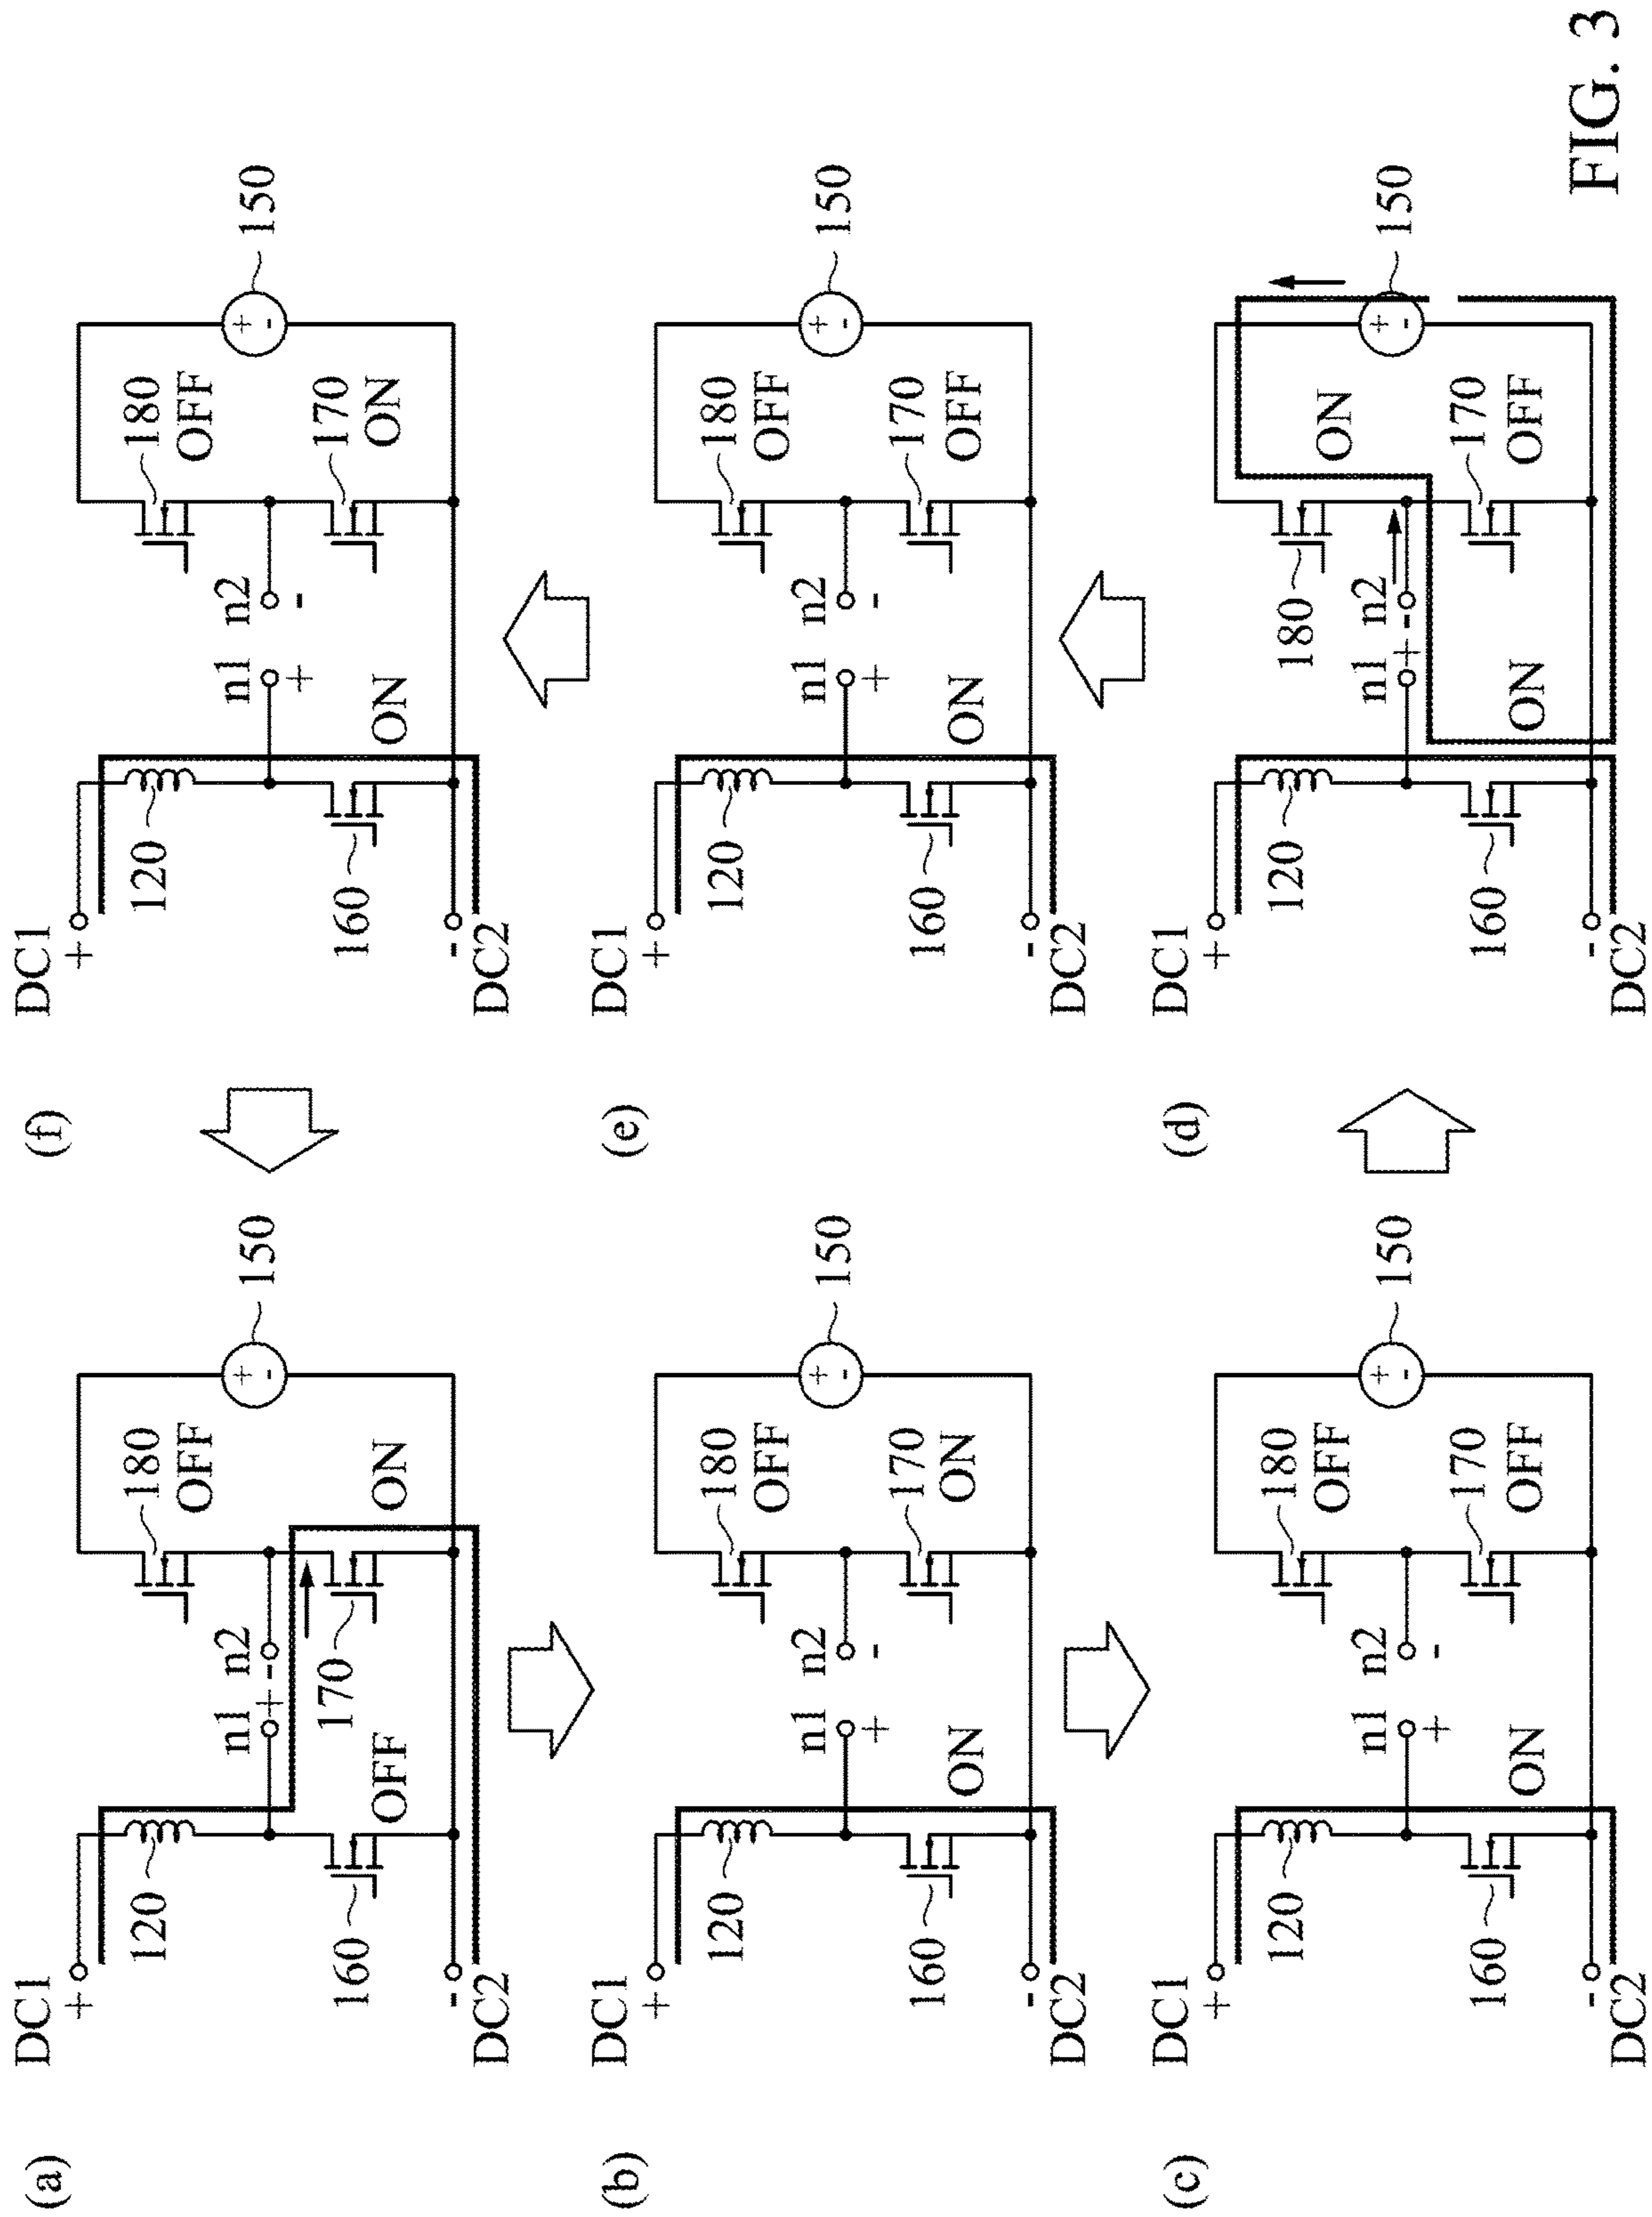 (a)
DC1
+
120
160
-
DC2
OFF
n1 n2
+ -
170
180
OFF
ON
+
-
150
(b)
DC1
+
120
160
-
DC2
ON
n1 n2
+ -
180
OFF
170
ON
+
-
150
(c)
DC1
+
120
160
-
DC2
ON
n1 n2
+ -
180
OFF
170
OFF
+
-
150
(d)
DC1
+
120
160
-
DC2
ON
n1 n2
+ -
180
ON
170
OFF
+
-
150
(e)
DC1
+
120
160
-
DC2
ON
n1 n2
+ -
180
OFF
170
OFF
+
-
150
(f)
DC1
+
120
160
-
DC2
ON
n1 n2
+ -
180
OFF
170
ON
+
-
150
FIG. 3